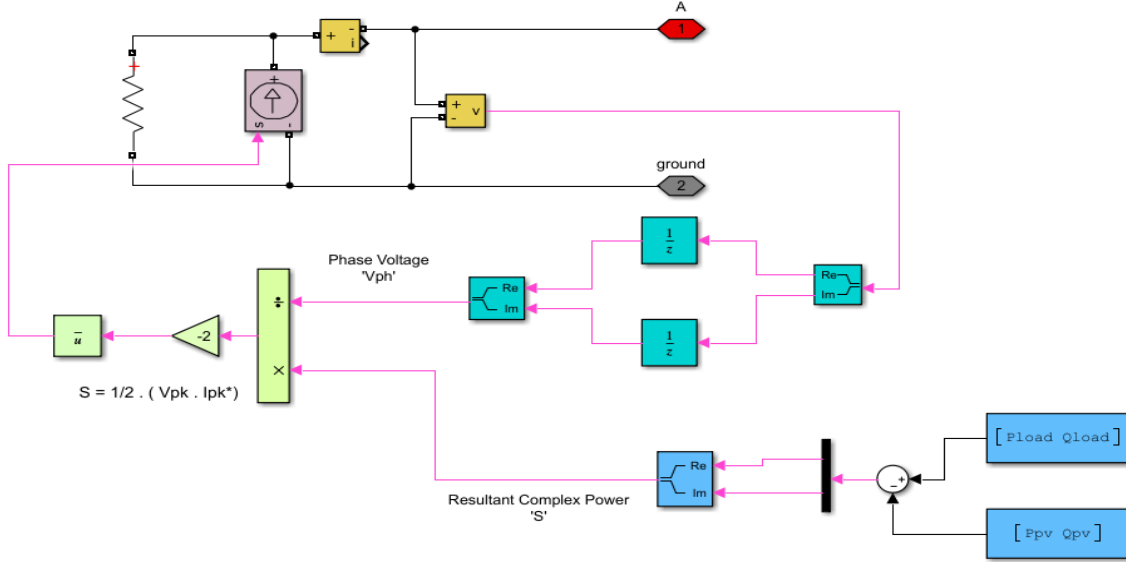 A
1
+
-
i
+
+
-
s
+
-
v
ground
2
1
z
Phase Voltage
'Vph'
Re
Im
Re
Im
÷
-2
u
1
z
×
S = 1/2 . ( Vpk . Ipk*)
[ Pload Qload ]
Re
Im
+
-
Resultant Complex Power
'S'
[ Ppv Qpv ]